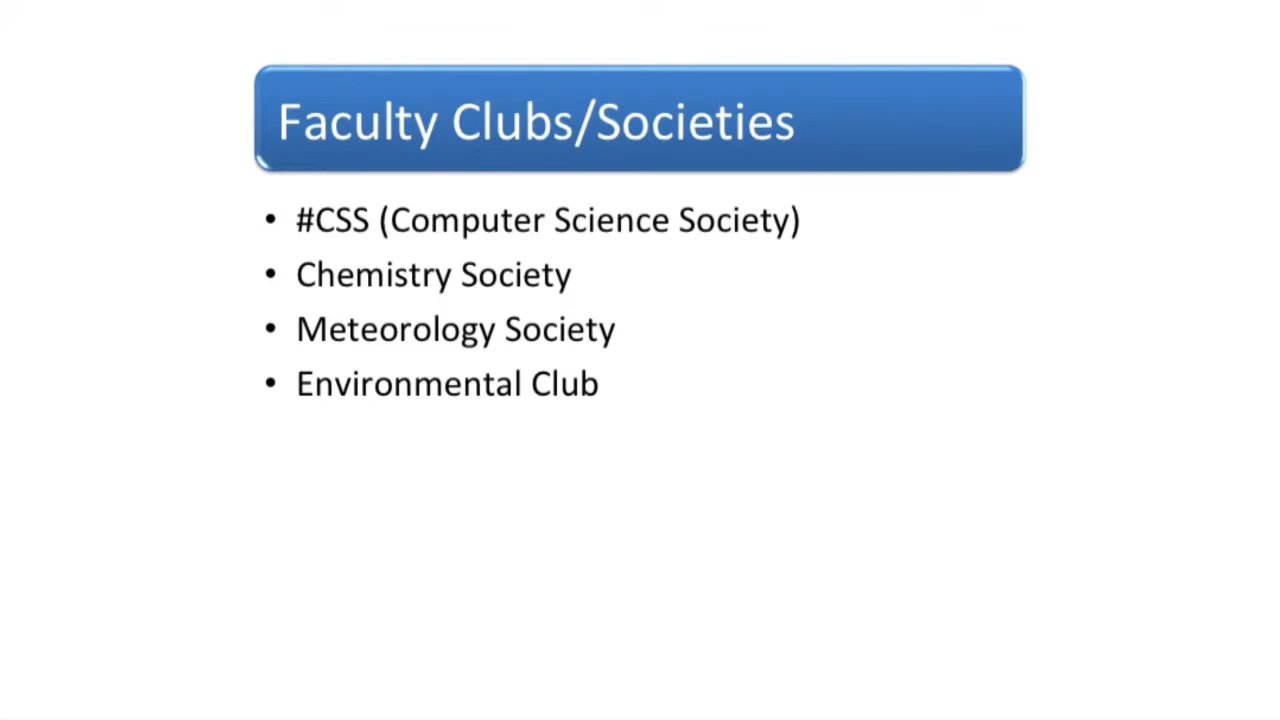 Faculty Clubs/Societies
• #CSS (Computer Science Society)
• Chemistry Society
• Meteorology Society
• Environmental Club